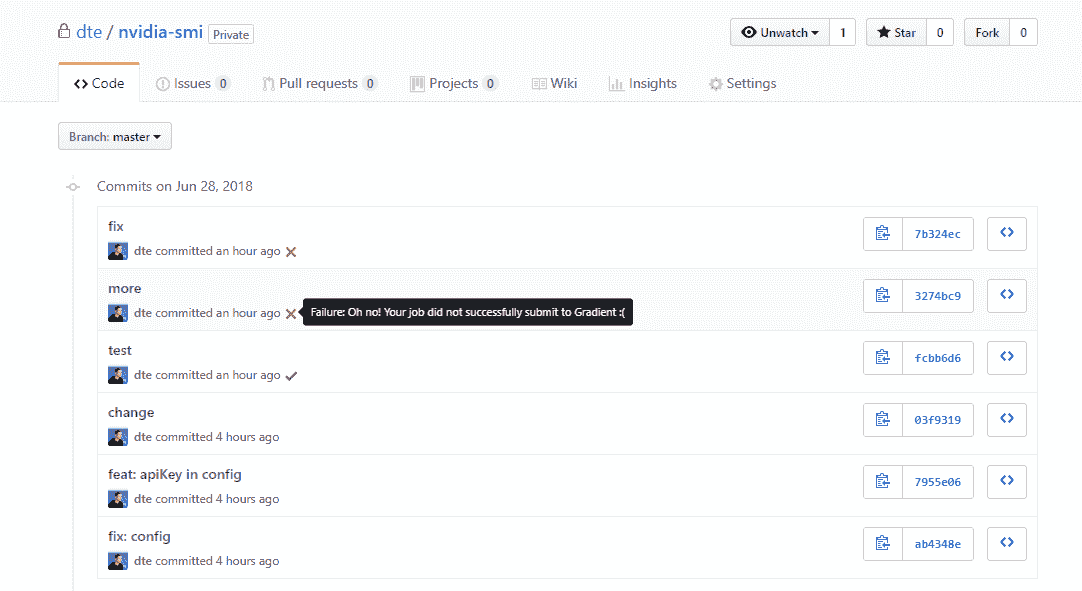 dte / nvidia-smi Private
Unwatch 1 Star 0 Fork 0
Code Issues 0 Pull requests 0 Projects 0 Wiki Insights Settings
Branch: master
Commits on Jun 28, 2018
fix
dte committed an hour ago
7b324ec
more
dte committed an hour ago
Failure: Oh no! Your job did not successfully submit to Gradient :(
3274bc9
test
dte committed an hour ago
fcbb6d6
change
dte committed 4 hours ago
03f9319
feat: apiKey in config
dte committed 4 hours ago
7955e06
fix: config
dte committed 4 hours ago
ab4348e